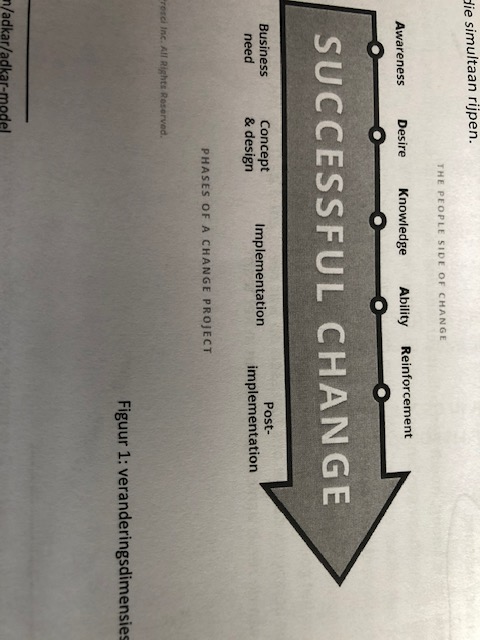 die simultaan rijpen.
THE PEOPLE SIDE OF CHANGE
Awareness Desire Knowledge Ability Reinforcement
SUCCESSFUL CHANGE
Business Concept Implementation Post-
need & design implementation
PHASES OF A CHANGE PROJECT
Inc. All Rights Reserved.
Figuur 1: veranderingsdimensies
/adkar/adkar-model